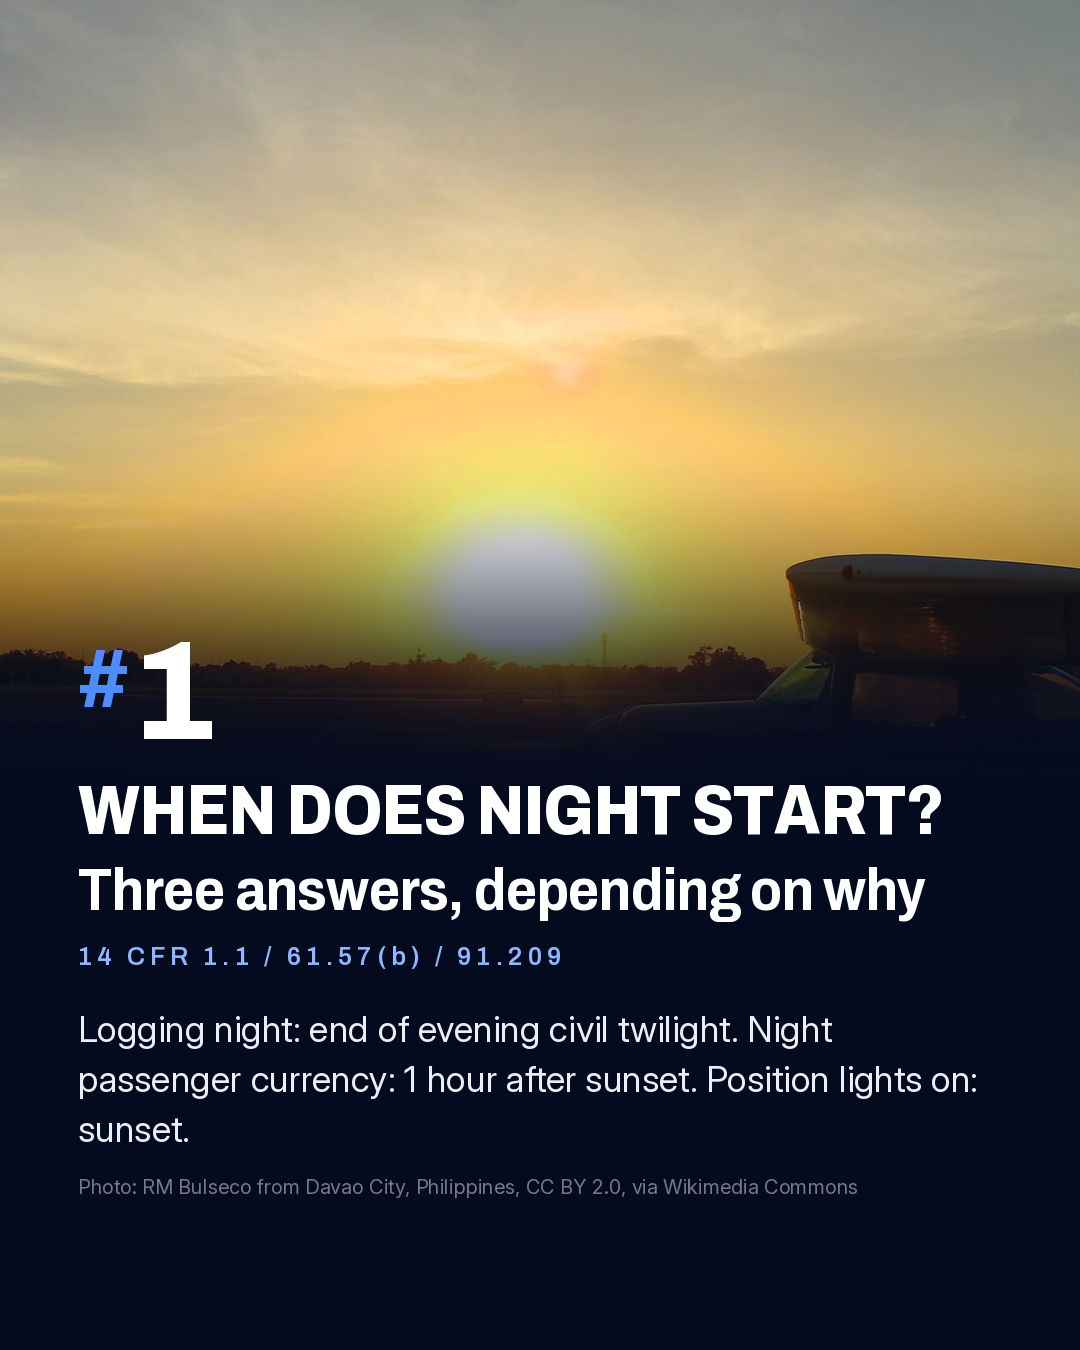 #1
WHEN DOES NIGHT START?
Three answers, depending on why
14 CFR 1.1 / 61.57(b) / 91.209
Logging night: end of evening civil twilight. Night
passenger currency: 1 hour after sunset. Position lights on:
sunset.
Photo: RM Bulseco from Davao City, Philippines, CC BY 2.0, via Wikimedia Commons